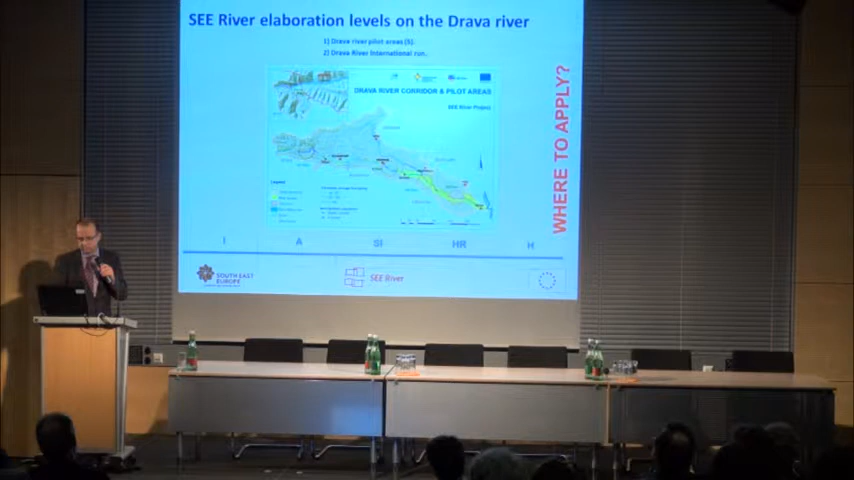 SEE River elaboration levels on the Drava river
1) Drava river pilot areas (5).
2) Drava River International run.
DRAVA RIVER CORRIDOR & PILOT AREAS
SEE River Project
WHERE TO APPLY?
I A SI HR H
SOUTH EAST
EUROPE
SEE River